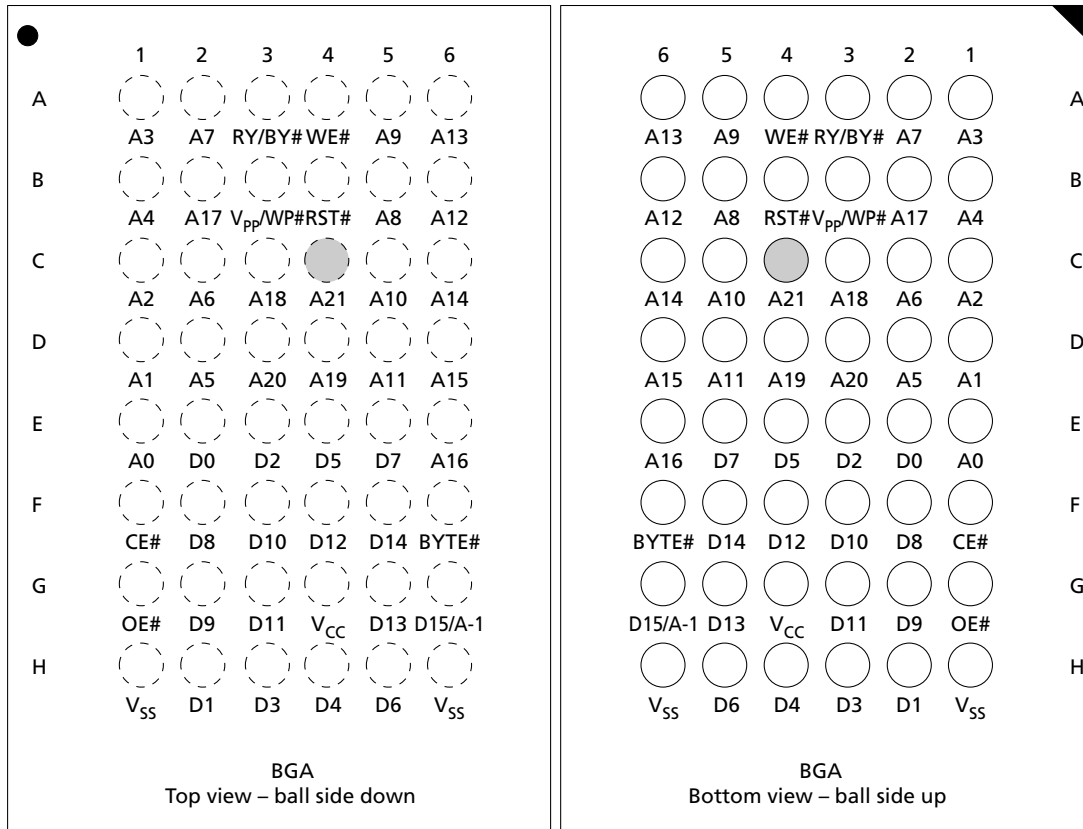 1 2 3 4 5 6
A
A3 A7 RY/BY# WE# A9 A13
B
A4 A17 VPP/WP# RST# A8 A12
C
A2 A6 A18 A21 A10 A14
D
A1 A5 A20 A19 A11 A15
E
A0 D0 D2 D5 D7 A16
F
CE# D8 D10 D12 D14 BYTE#
G
OE# D9 D11 VCC D13 D15/A-1
H
VSS D1 D3 D4 D6 VSS
BGA
Top view – ball side down
6 5 4 3 2 1
A
A13 A9 WE# RY/BY# A7 A3
B
A12 A8 RST# VPP/WP# A17 A4
C
A14 A10 A21 A18 A6 A2
D
A15 A11 A19 A20 A5 A1
E
A16 D7 D5 D2 D0 A0
F
BYTE# D14 D12 D10 D8 CE#
G
D15/A-1 D13 VCC D11 D9 OE#
H
VSS D6 D4 D3 D1 VSS
BGA
Bottom view – ball side up